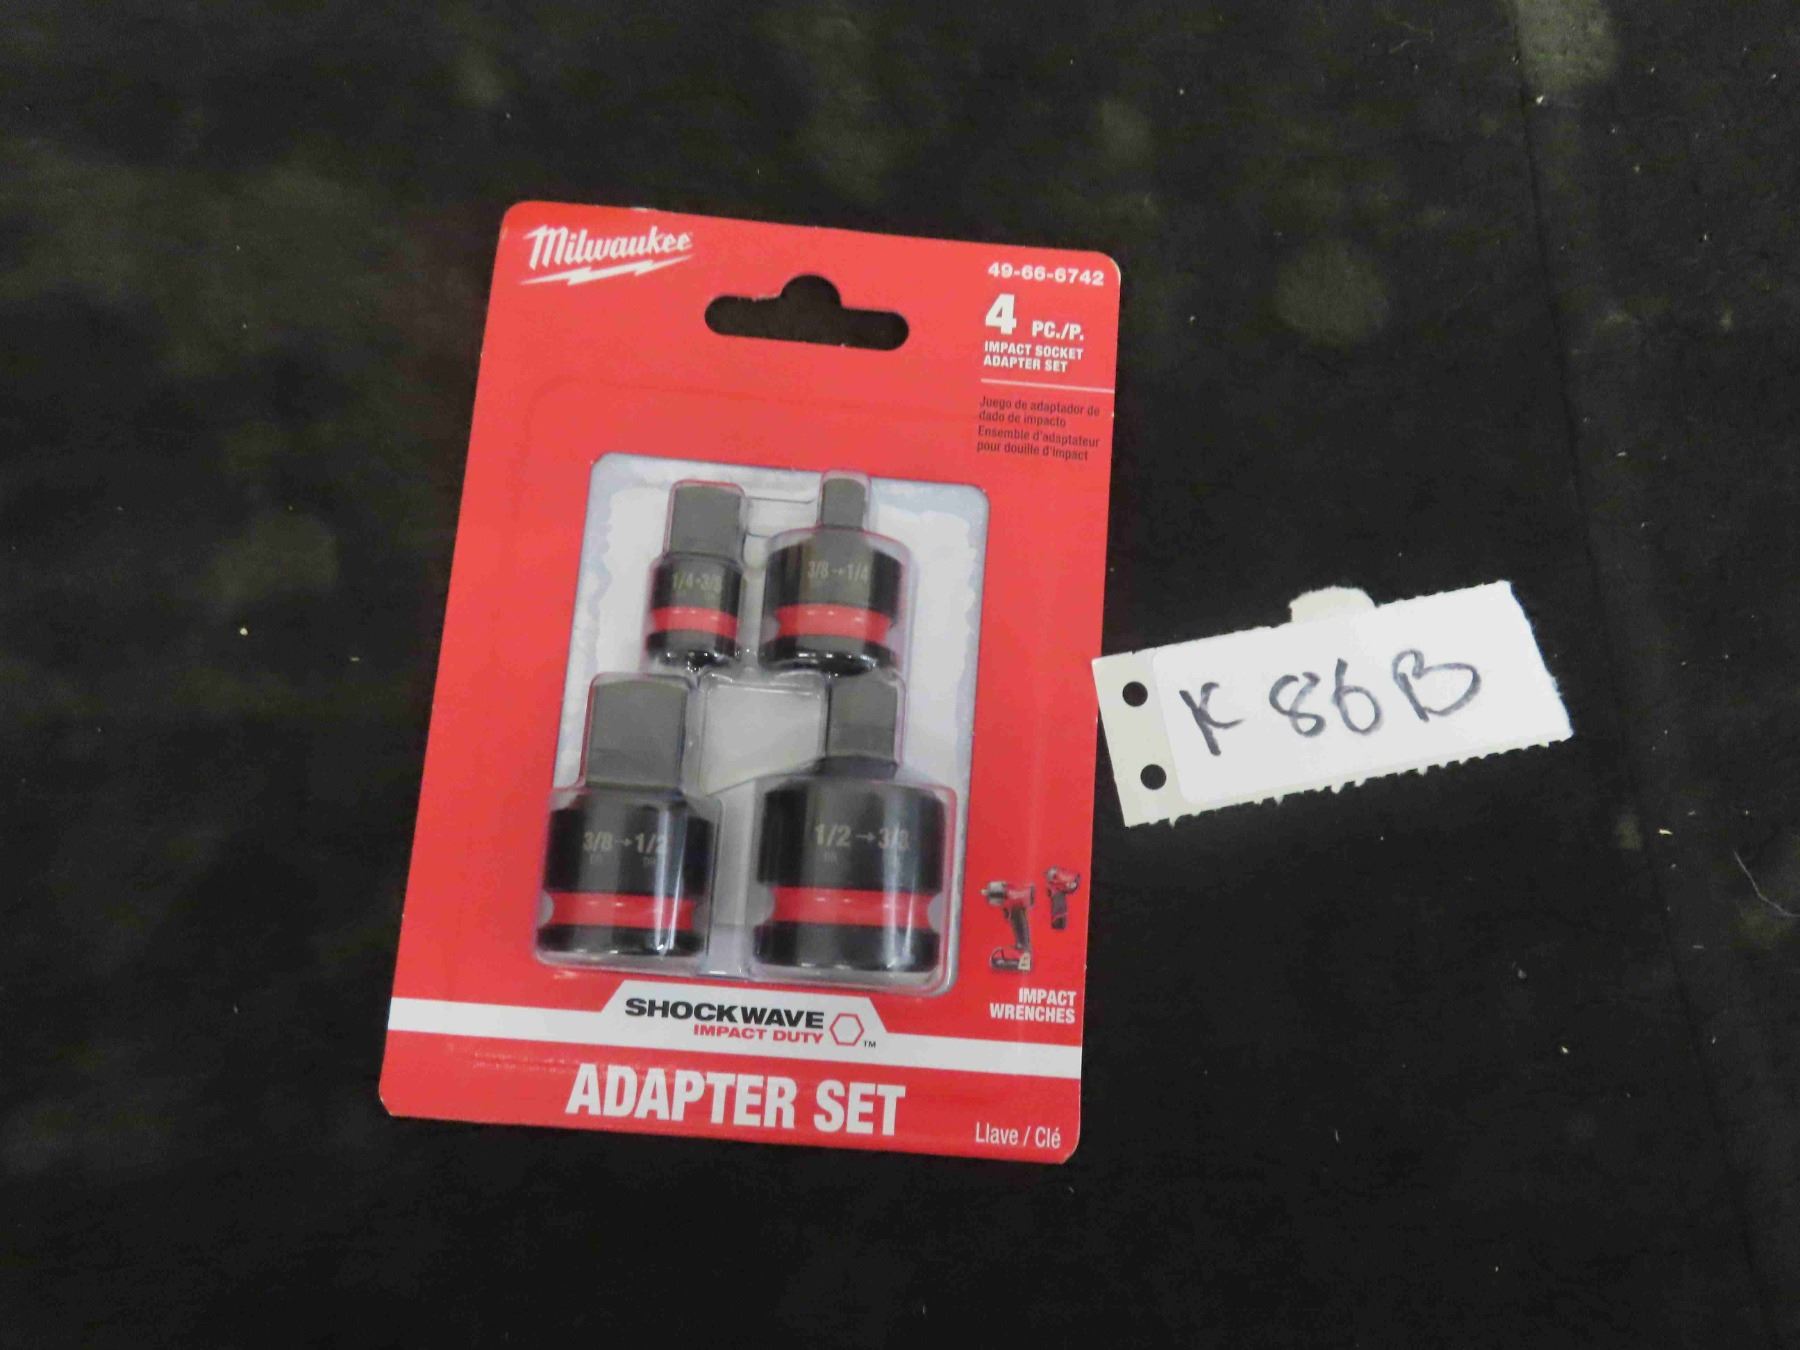 Milwaukee
49-66-6742
4 PC./P.
IMPACT SOCKET
ADAPTER SET
Juego de adaptador de
dado de impacto
Ensemble d'adaptateur
pour douille d'impact
1/4→3/8
3/8→1/4
3/8→1/2
1/2→3/8
IMPACT
WRENCHES
SHOCKWAVE
IMPACT DUTY
TM
ADAPTER SET
Llave / Clé
K 86 B